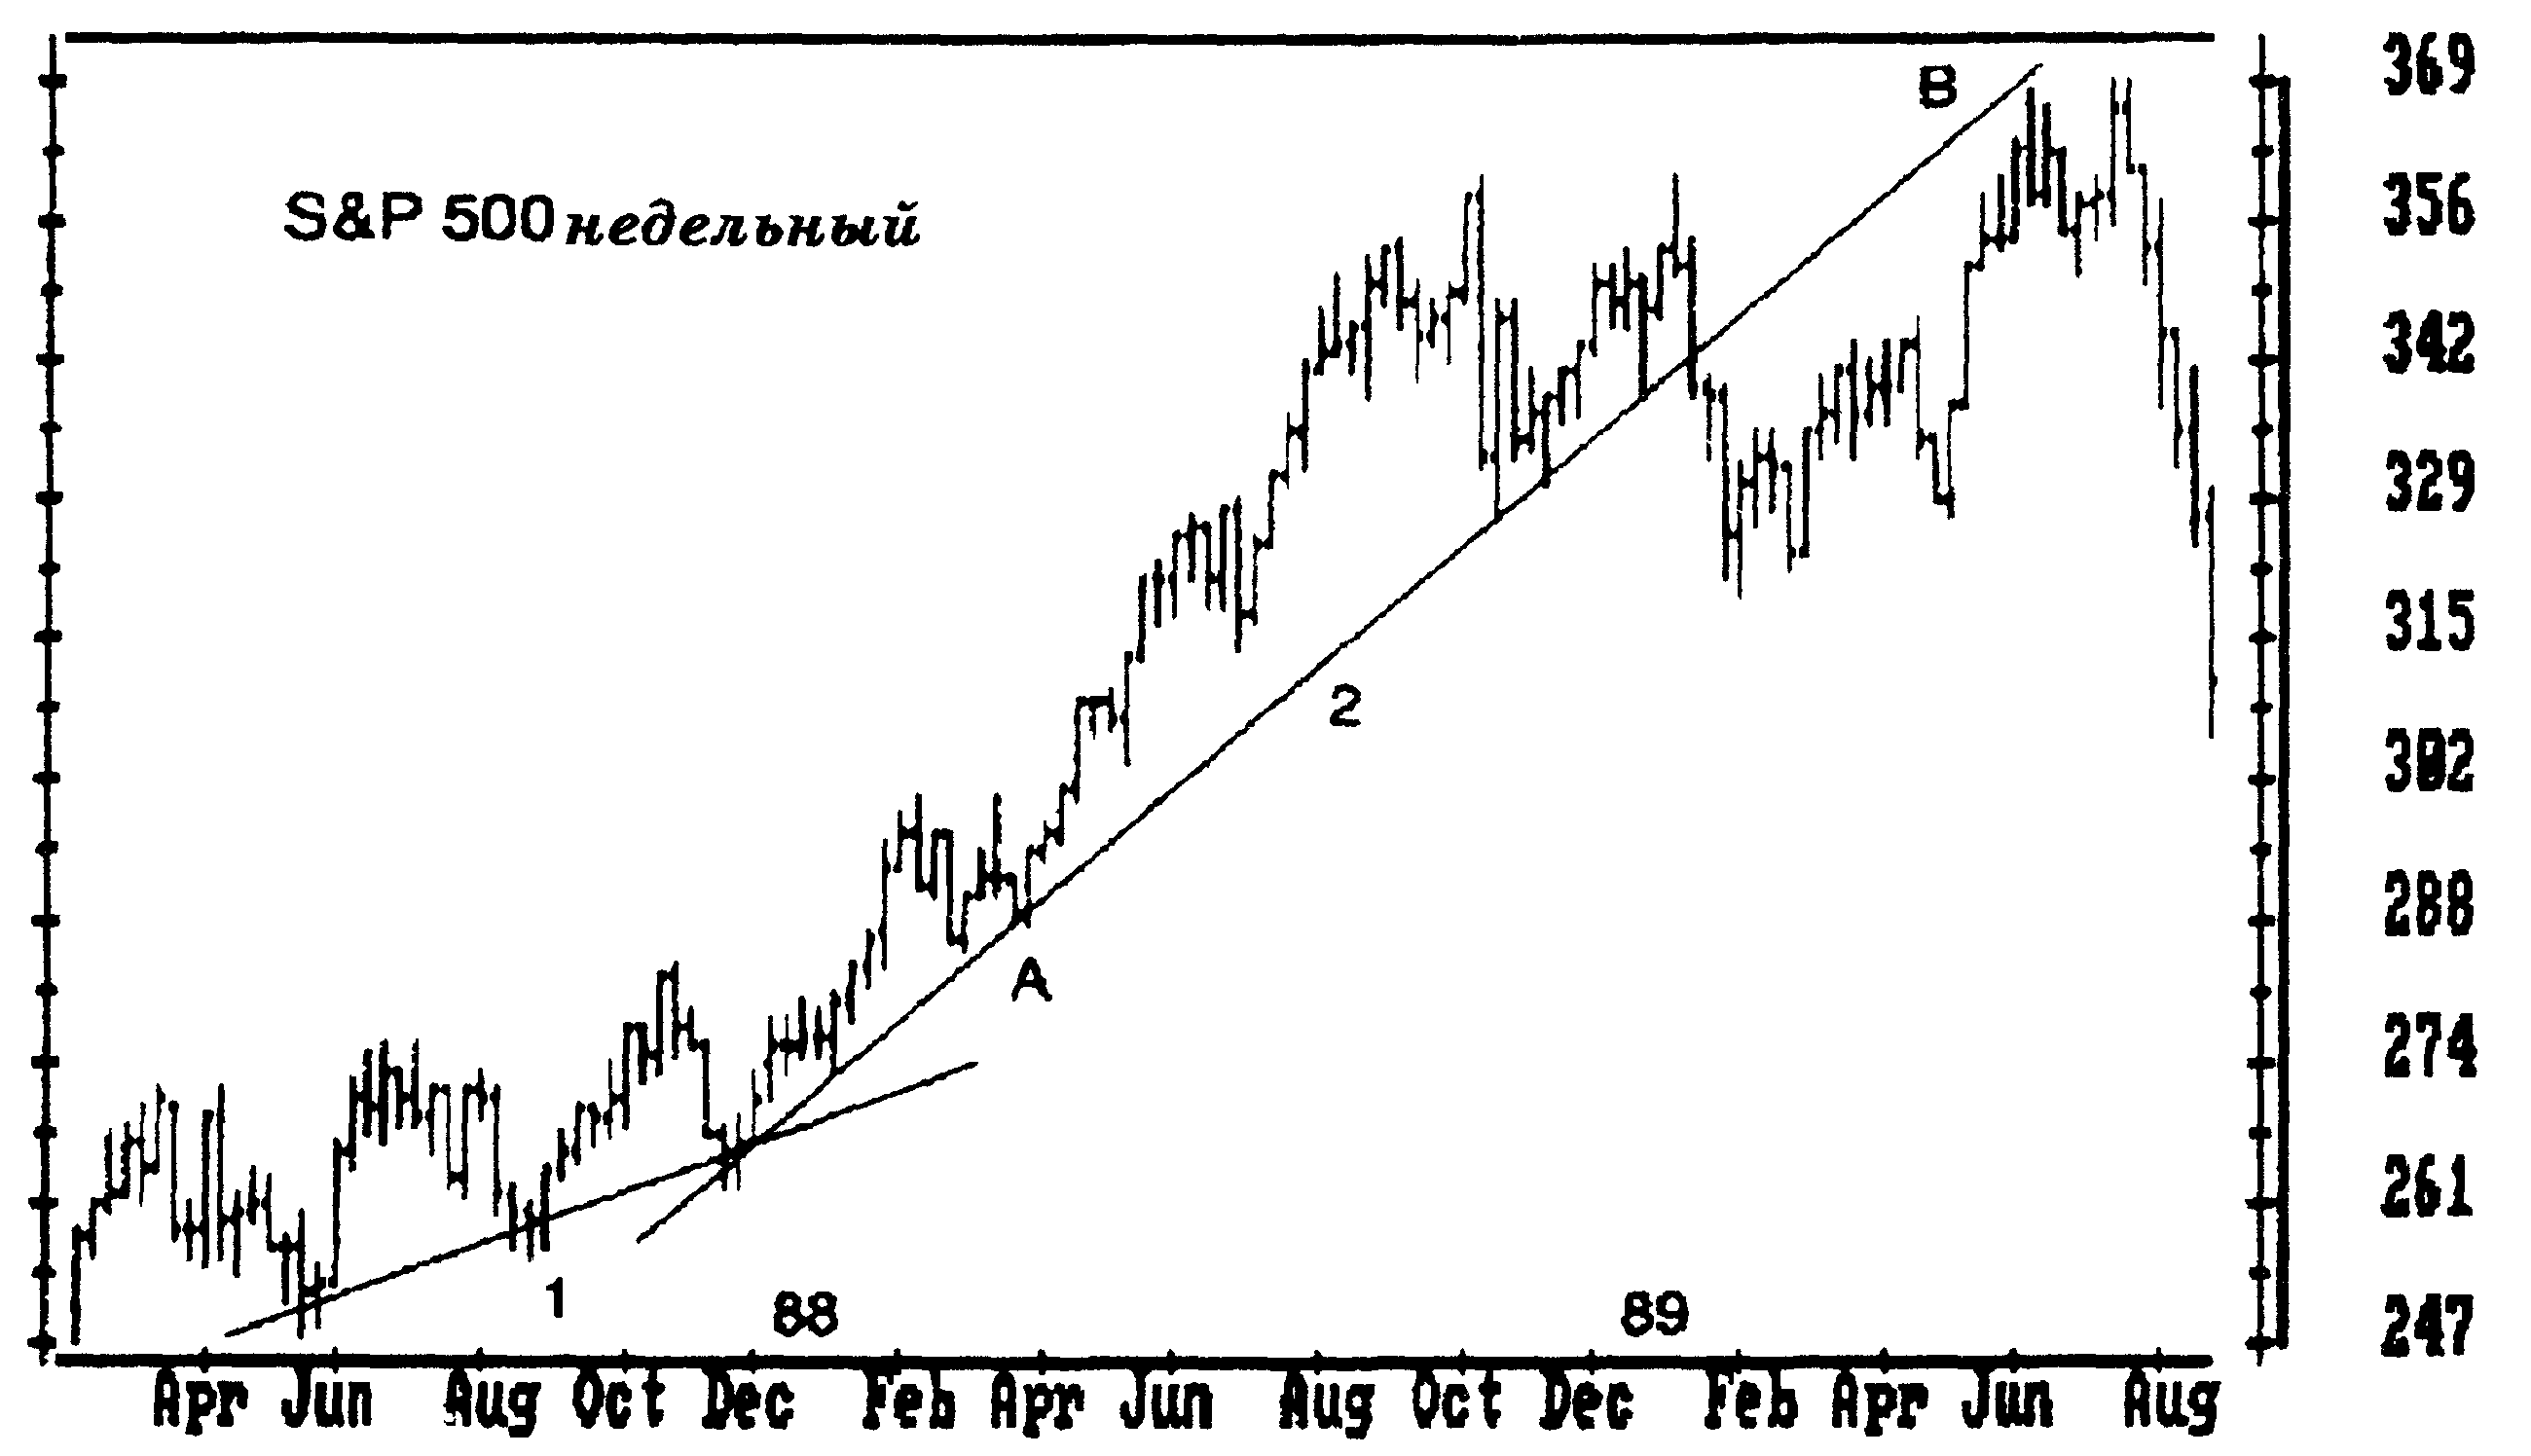 369
B
S&P 500 недельный
356
342
329
315
2
302
288
A
274
261
1 88 89
247
Apr Jun Aug Oct Dec Feb Apr Jun Aug Oct Dec Feb Apr Jun Aug